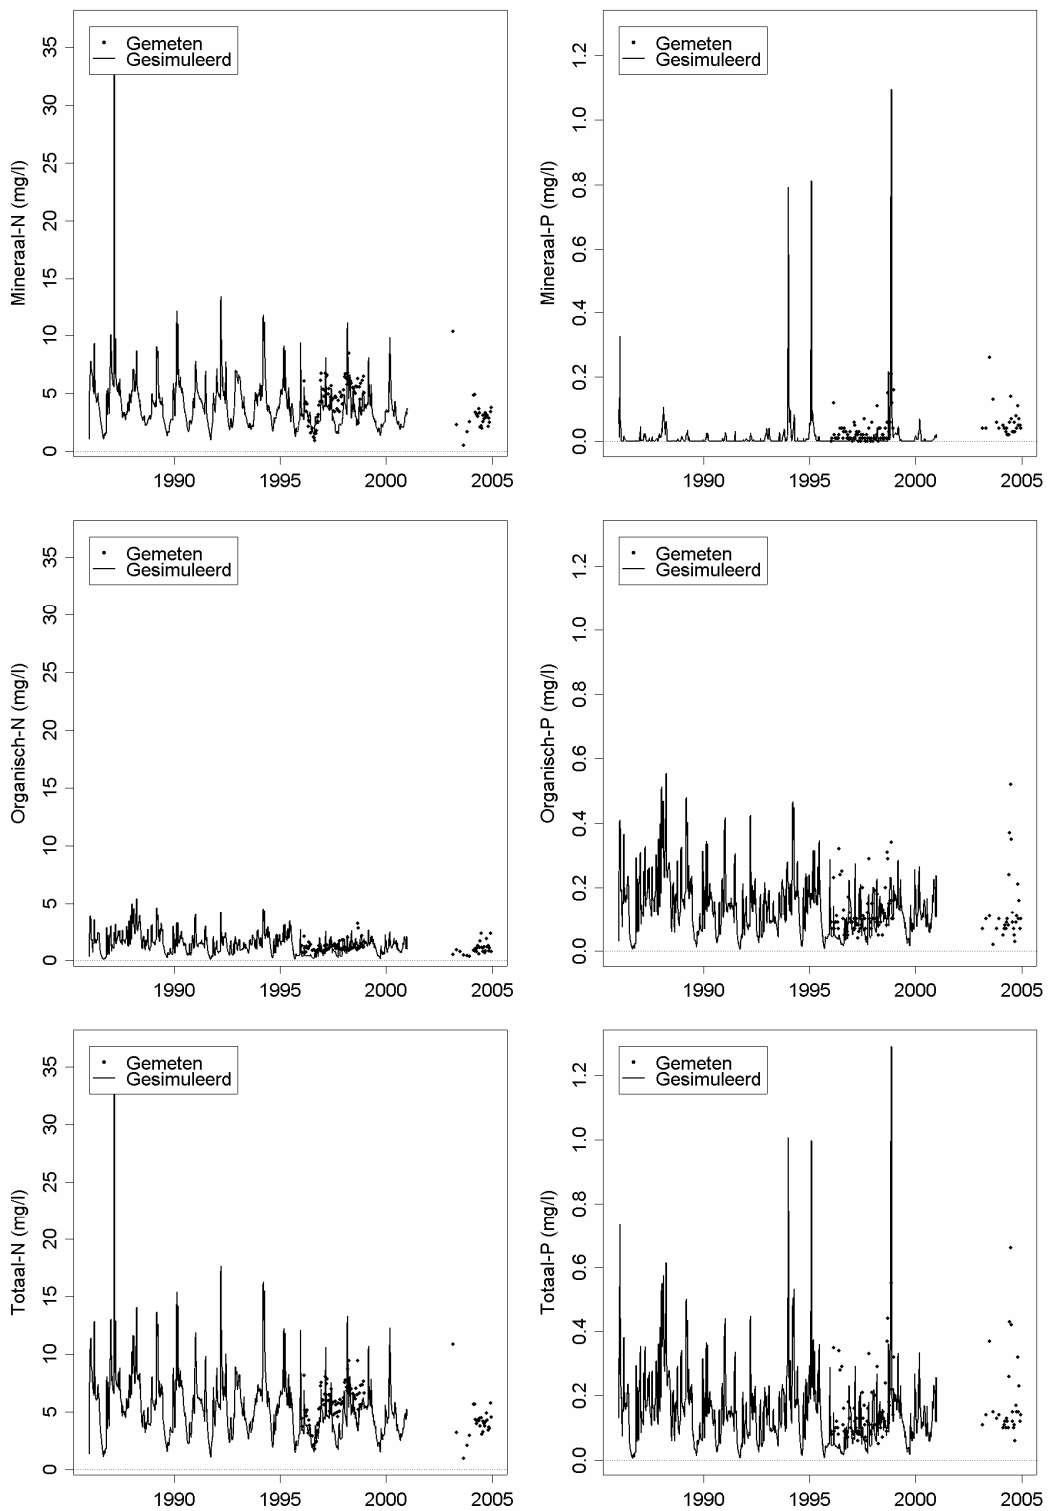 Gemeten
Gesimuleerd
Mineraal-N (mg/l)
0 5 10 15 20 25 30 35
1990 1995 2000 2005
Gemeten
Gesimuleerd
Mineraal-P (mg/l)
0.0 0.2 0.4 0.6 0.8 1.0 1.2
1990 1995 2000 2005
Gemeten
Gesimuleerd
Organisch-N (mg/l)
0 5 10 15 20 25 30 35
1990 1995 2000 2005
Gemeten
Gesimuleerd
Organisch-P (mg/l)
0.0 0.2 0.4 0.6 0.8 1.0 1.2
1990 1995 2000 2005
Gemeten
Gesimuleerd
Totaal-N (mg/l)
0 5 10 15 20 25 30 35
1990 1995 2000 2005
Gemeten
Gesimuleerd
Totaal-P (mg/l)
0.0 0.2 0.4 0.6 0.8 1.0 1.2
1990 1995 2000 2005